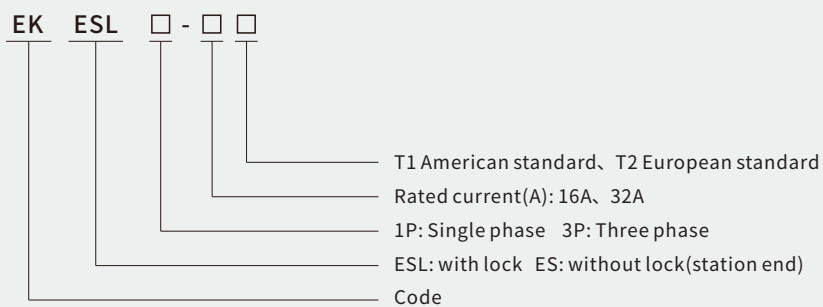 EK ESL □ - □ □
T1 American standard、T2 European standard
Rated current(A): 16A、32A
1P: Single phase 3P: Three phase
ESL: with lock ES: without lock(station end)
Code